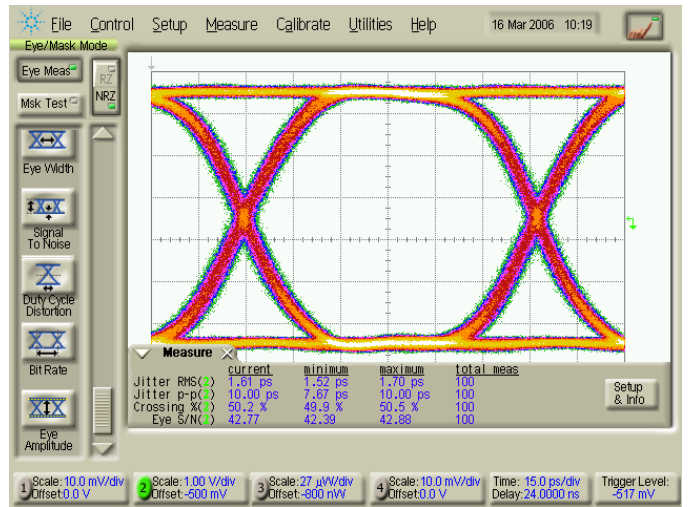 File Control Setup Measure Calibrate Utilities Help 16 Mar 2006 10:19
Eye/Mask Mode
Eye Meas
RZ
Msk Test
NRZ
Eye Width
Signal
To Noise
Duty Cycle
Distortion
Bit Rate
Eye
Amplitude
Measure
current minimum maximum total meas
Jitter RMS(2) 1.61 ps 1.52 ps 1.70 ps 100
Jitter p-p(2) 10.00 ps 7.67 ps 10.00 ps 100
Crossing %(2) 50.2 % 49.9 % 50.5 % 100
Eye S/N(2) 42.77 42.39 42.88 100
Setup
& Info
1 Scale:10.0 mV/div
Offset:0.0 V
2 Scale:1.00 V/div
Offset:-500 mV
3 Scale:27 µW/div
Offset:-800 nW
4 Scale:10.0 mV/div
Offset:0.0 V
Time:15.0 ps/div
Delay:24.0000 ns
Trigger Level:
-517 mV